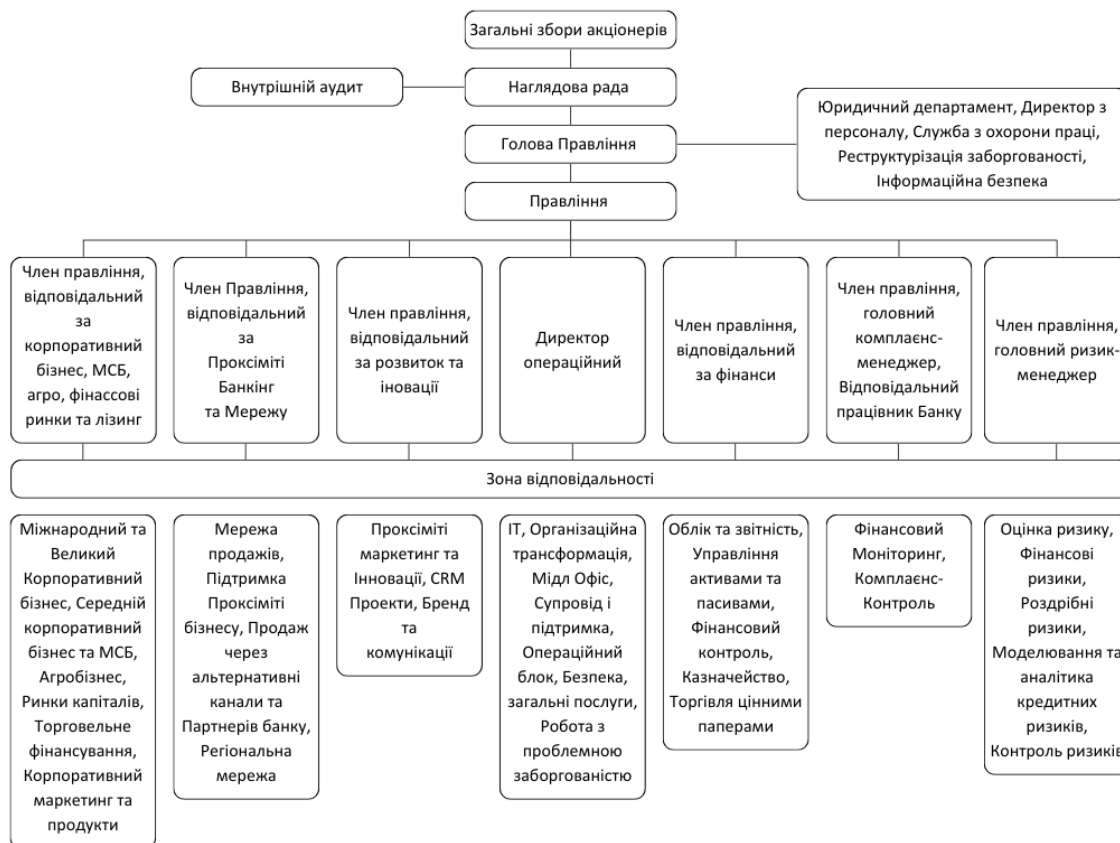 Загальні збори акціонерів
Внутрішній аудит
Наглядова рада
Юридичний департамент, Директор з
персоналу, Служба з охорони праці,
Реструктурізація заборгованості,
Інформаційна безпека
Голова Правління
Правління
Член правління,
відповідальний
за
корпоративний
бізнес, МСБ,
агро, фінассові
ринки та лізинг
Член Правління,
відповідальний
за
Проксіміті
Банкінг
та Мережу
Член правління,
відповідальний
за розвиток та
іновації
Директор
операційний
Член правління,
відповідальний
за фінанси
Член правління,
головний
комплаєнс-
менеджер,
Відповідальний
працівник Банку
Член правління,
головний ризик-
менеджер
Зона відповідальності
Міжнародний та
Великий
Корпоративний
бізнес, Середній
корпоративний
бізнес та МСБ,
Агробізнес,
Ринки капіталів,
Торговельне
фінансування,
Корпоративний
маркетинг та
продукти
Мережа
продажів,
Підтримка
Проксіміті
бізнесу, Продаж
через
альтернативні
канали та
Партнерів банку,
Регіональна
мережа
Проксіміті
маркетинг та
Інновації, CRM
Проекти, Бренд
та
комунікації
ІТ, Організаційна
трансформація,
Мідл Офіс,
Супровід і
підтримка,
Операційний
блок, Безпека,
загальні послуги,
Робота з
проблемною
заборгованістю
Облік та звітність,
Управління
активами та
пасивами,
Фінансовий
контроль,
Казначейство,
Торгівля цінними
паперами
Фінансовий
Моніторинг,
Комплаєнс-
Контроль
Оцінка ризику,
Фінансові
ризики,
Роздрібні
ризики,
Моделювання та
аналітика
кредитних
ризиків,
Контроль ризиків